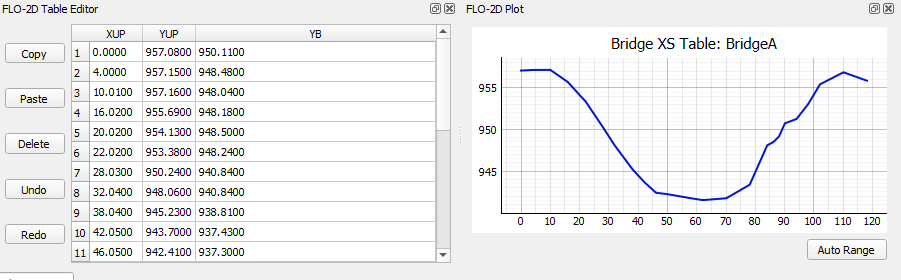 FLO-2D Table Editor
Copy
Paste
Delete
Undo
Redo
XUP YUP YB
1 0.0000 957.0800 950.1100
2 4.0000 957.1500 948.4800
3 10.0100 957.1600 948.0400
4 16.0200 955.6900 948.1800
5 20.0200 954.1300 948.5000
6 22.0200 953.3800 948.2400
7 28.0300 950.2400 940.8400
8 32.0400 948.0600 940.8400
9 38.0400 945.2300 938.8100
10 42.0500 943.7000 937.4300
11 46.0500 942.4100 937.3000
FLO-2D Plot
Bridge XS Table: BridgeA
955
950
945
0 10 20 30 40 50 60 70 80 90 100 110 120
Auto Range